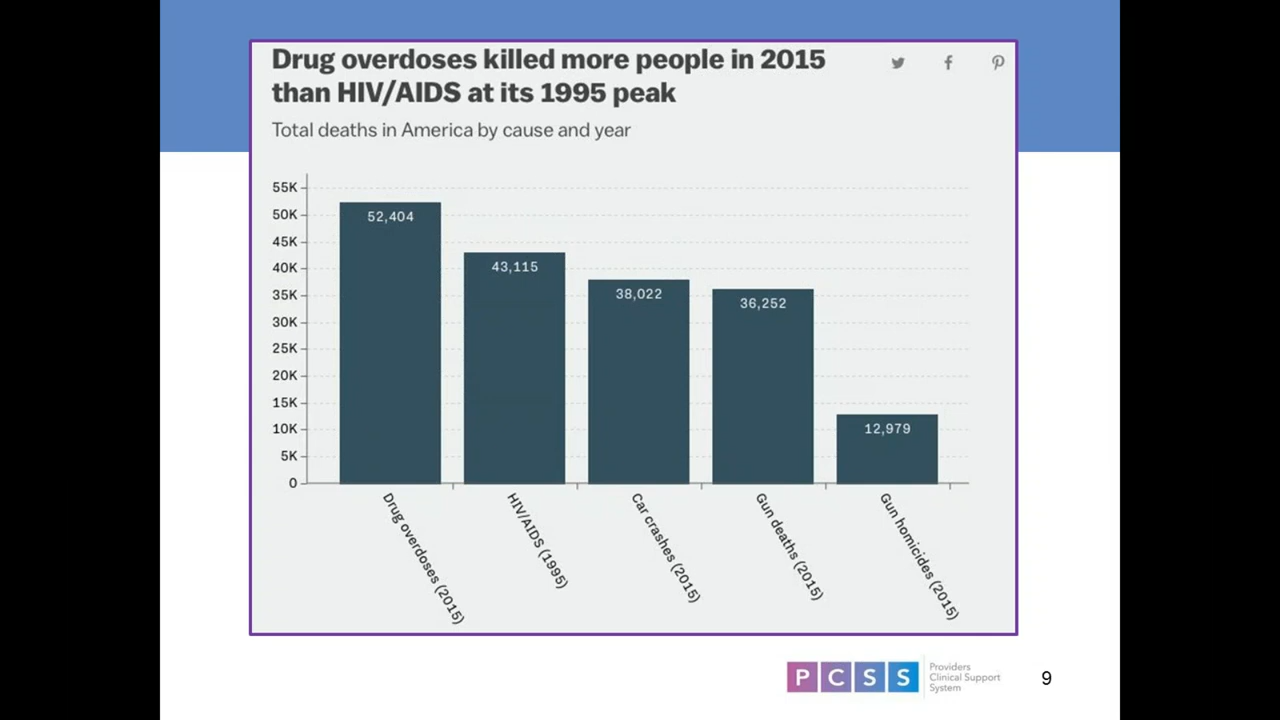 Drug overdoses killed more people in 2015
than HIV/AIDS at its 1995 peak
Total deaths in America by cause and year
55K
50K
45K
40K
35K
30K
25K
20K
15K
10K
5K
0
52,404
43,115
38,022
36,252
12,979
Drug overdoses (2015)
HIV/AIDS (1995)
Car crashes (2015)
Gun deaths (2015)
Gun homicides (2015)
PCSS
Providers
Clinical Support
System
9